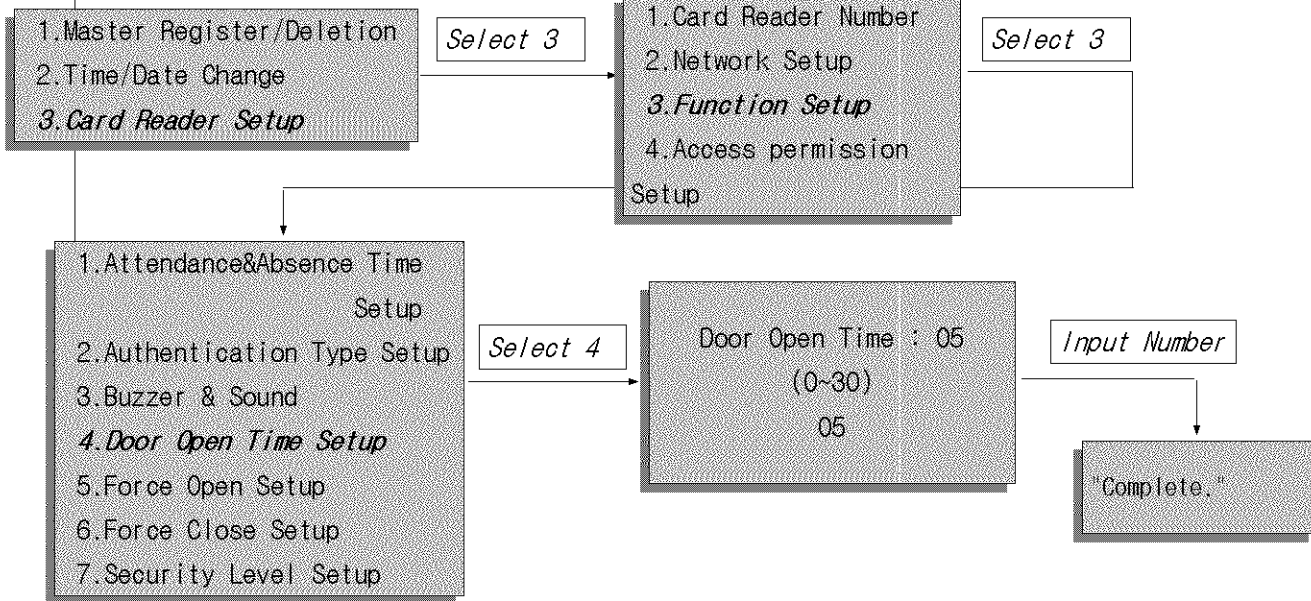 1.Master Register/Deletion
2.Time/Date Change
3.Card Reader Setup
Select 3
1.Card Reader Number
2.Network Setup
3.Function Setup
4.Access permission
Setup
Select 3
1.Attendance&Absence Time
Setup
2.Authentication Type Setup
3.Buzzer & Sound
4.Door Open Time Setup
5.Force Open Setup
6.Force Close Setup
7.Security Level Setup
Select 4
Door Open Time : 05
(0~30)
05
Input Number
"Complete."